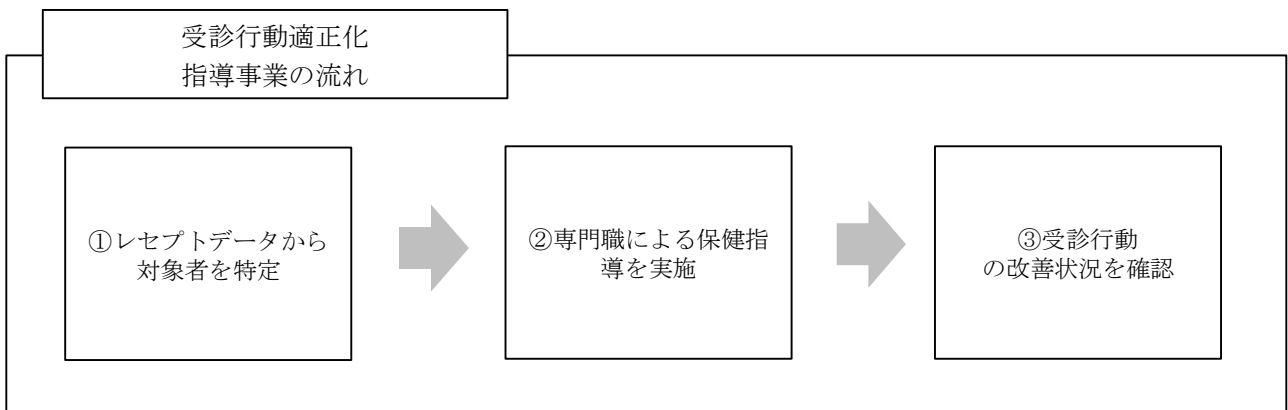 受診行動適正化
指導事業の流れ
①レセプトデータから
対象者を特定
②専門職による保健指
導を実施
③受診行動
の改善状況を確認